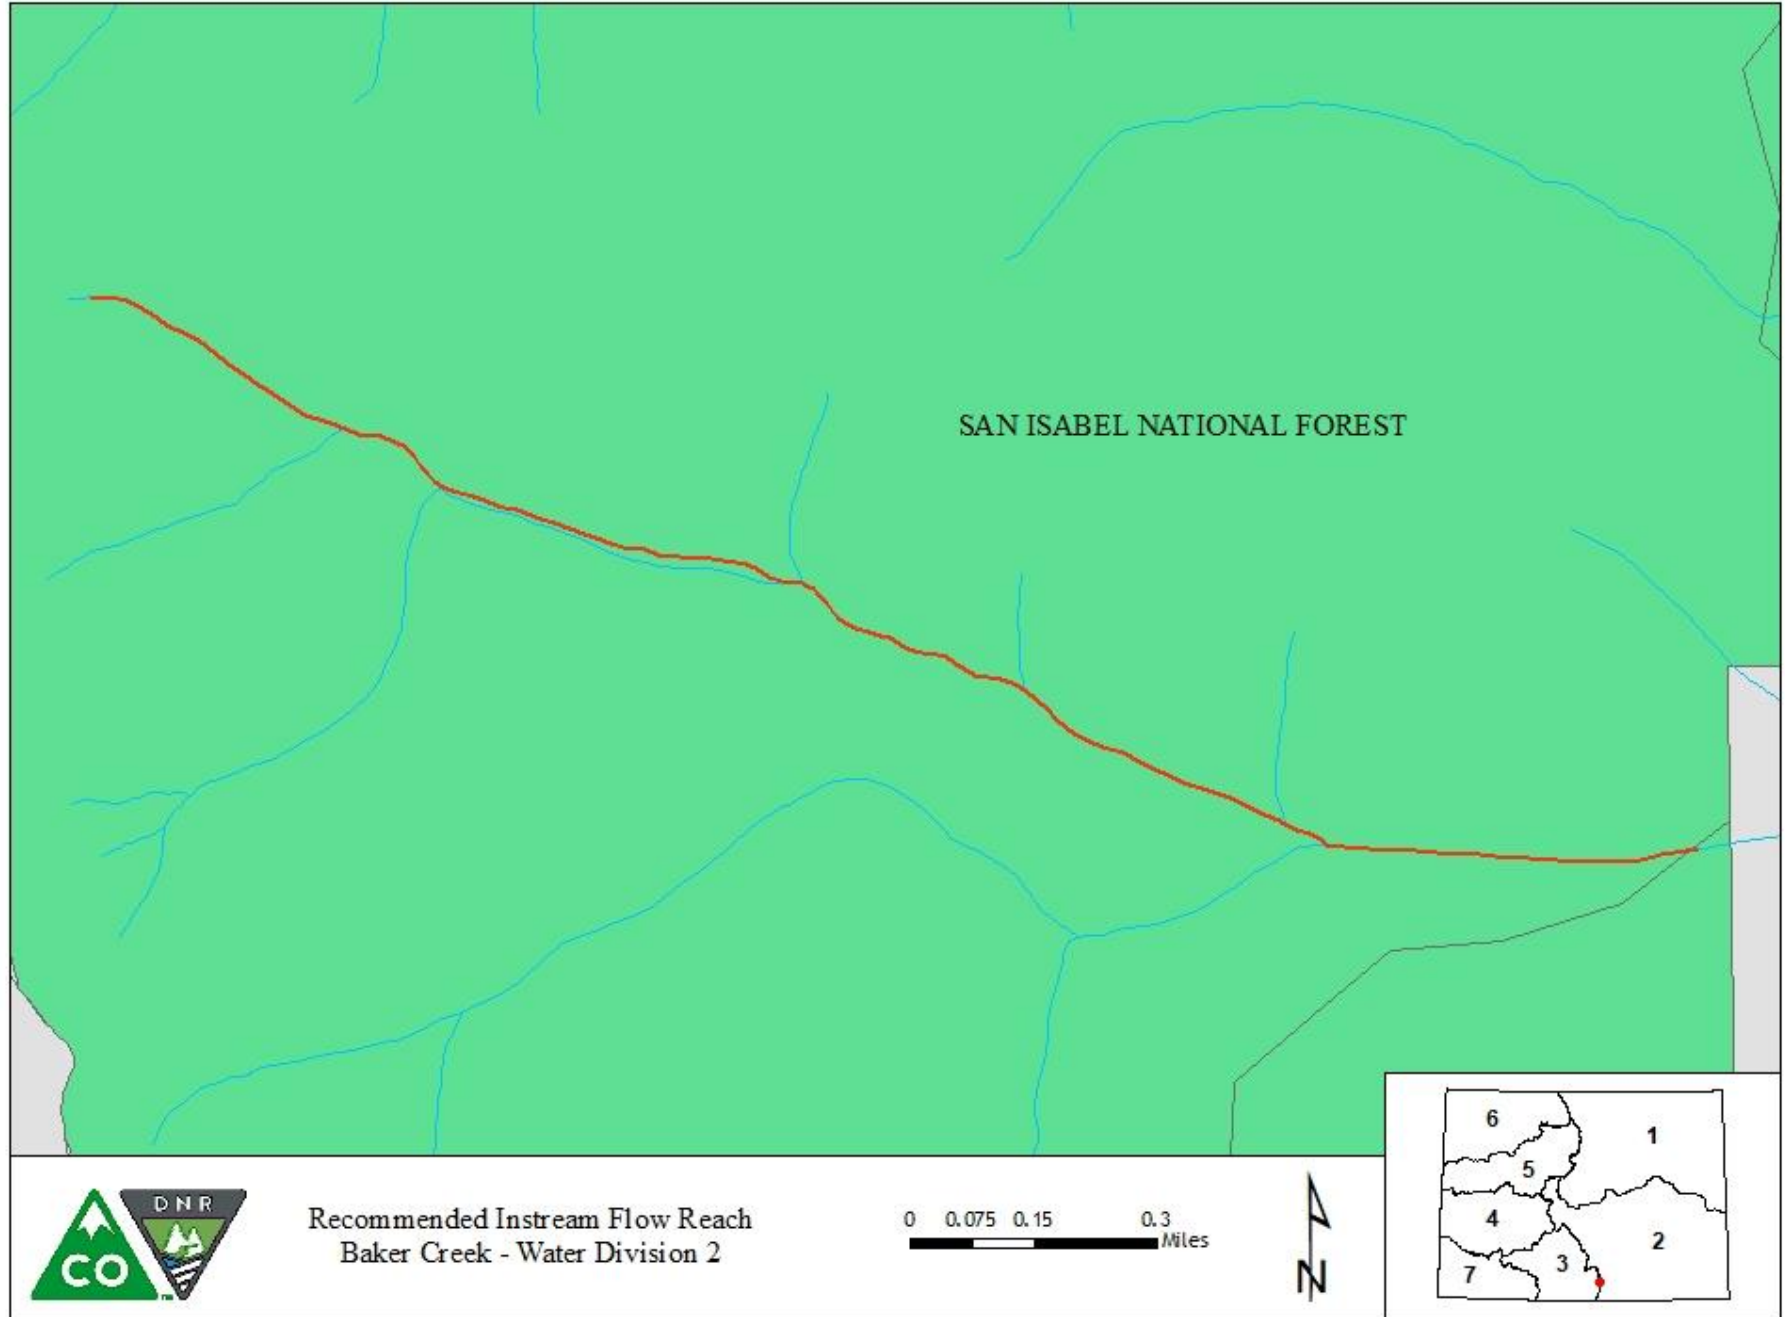 SAN ISABEL NATIONAL FOREST
DNR
CO
Recommended Instream Flow Reach
Baker Creek - Water Division 2
0 0.075 0.15 0.3
Miles
N
6
1
5
4
2
3
7